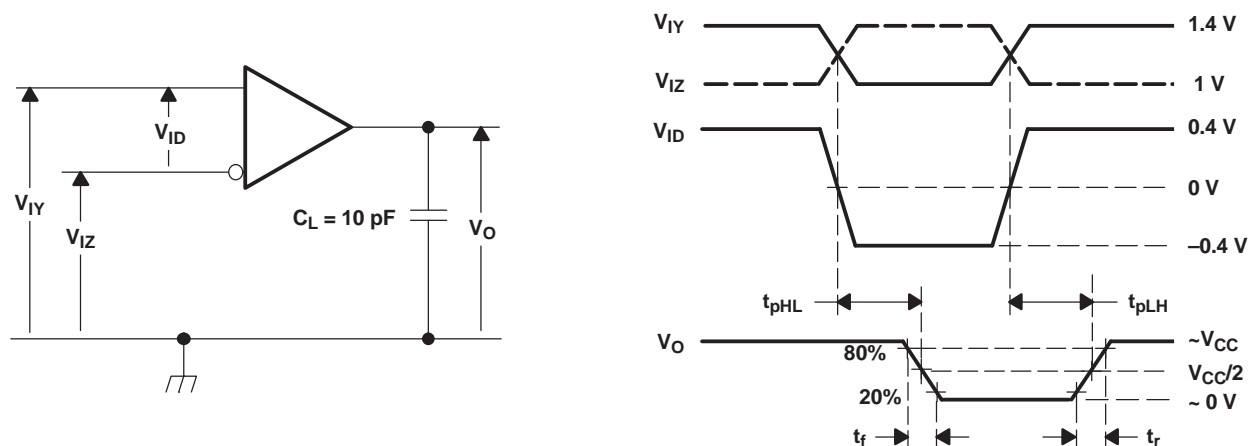 V_ID
V_IY
V_IZ
C_L = 10 pF
V_O
V_IY
1.4 V
V_IZ
1 V
V_ID
0.4 V
0 V
–0.4 V
t_pHL
t_pLH
V_O
~V_CC
80%
V_CC/2
20%
~ 0 V
t_f
t_r